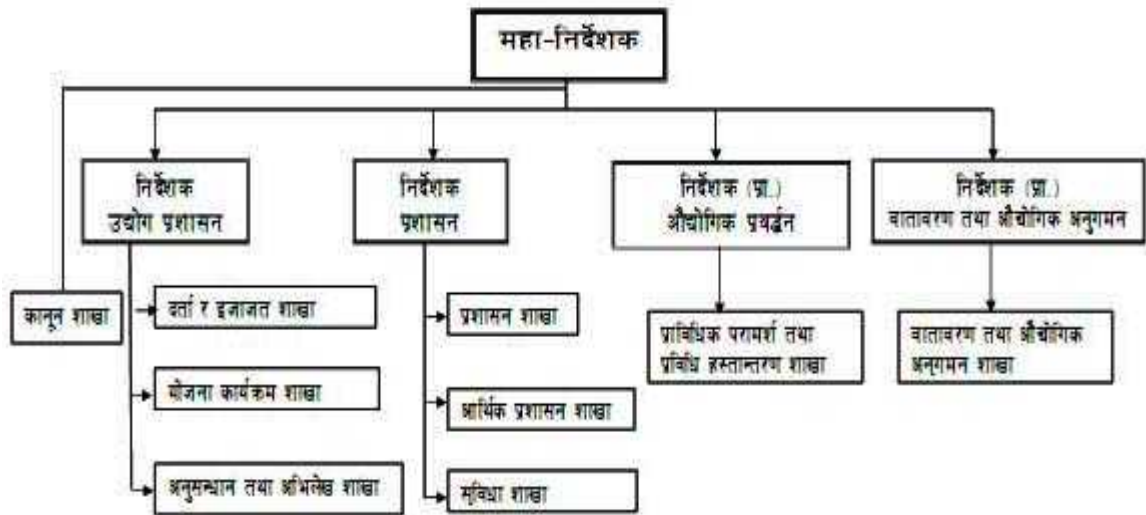 महा-निर्देशक
निर्देशक
उद्योग प्रशासन
निर्देशक
प्रशासन
निर्देशक (प्रा.)
औद्योगिक प्रवर्द्धन
निर्देशक (प्रा.)
वातावरण तथा औद्योगिक अनुगमन
कानून शाखा
दर्ता र इजाजत शाखा
योजना कार्यक्रम शाखा
अनुसन्धान तथा अभिलेख शाखा
प्रशासन शाखा
आर्थिक प्रशासन शाखा
सुविधा शाखा
प्राविधिक परामर्श तथा
प्रविधि हस्तान्तरण शाखा
वातावरण तथा औद्योगिक
अनुगमन शाखा